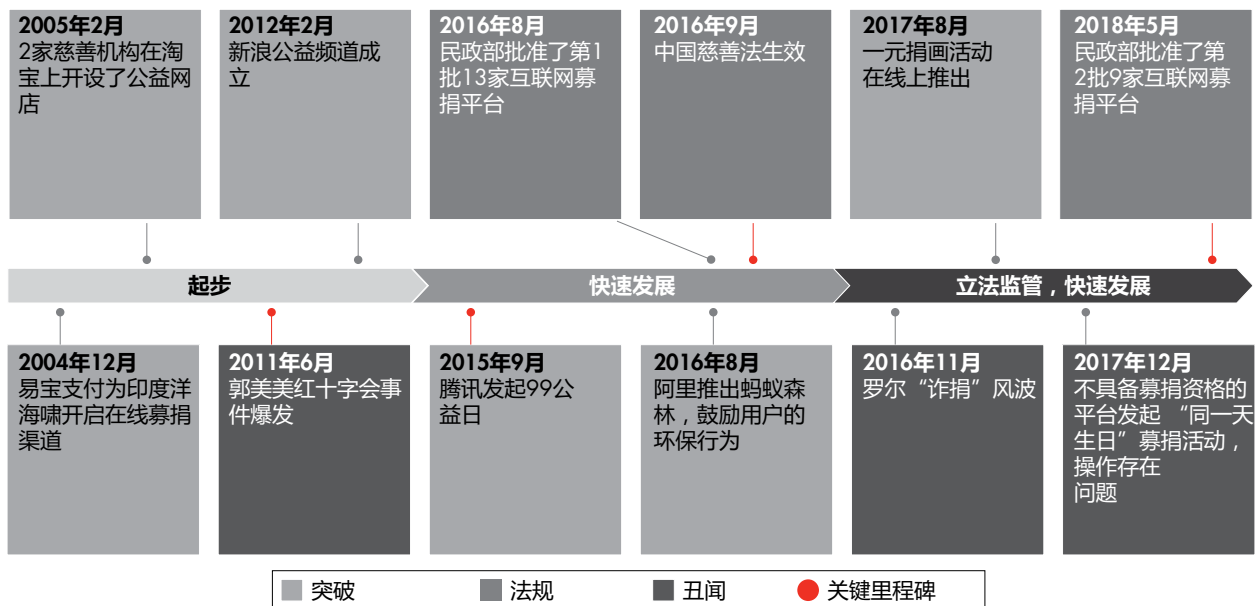 2005年2月
2家慈善机构在淘
宝上开设了公益网
店
2012年2月
新浪公益频道成
立
2016年8月
民政部批准了第1
批13家互联网募
捐平台
2016年9月
中国慈善法生效
2017年8月
一元捐画活动
在线上推出
2018年5月
民政部批准了第
2批9家互联网募
捐平台
起步
快速发展
立法监管，快速发展
2004年12月
易宝支付为印度洋
海啸开启在线募捐
渠道
2011年6月
郭美美红十字会事
件爆发
2015年9月
腾讯发起99公
益日
2016年8月
阿里推出蚂蚁森
林，鼓励用户的
环保行为
2016年11月
罗尔“诈捐”风波
2017年12月
不具备募捐资格的
平台发起 “同一天
生日”募捐活动，
操作存在
问题
突破
法规
丑闻
关键里程碑